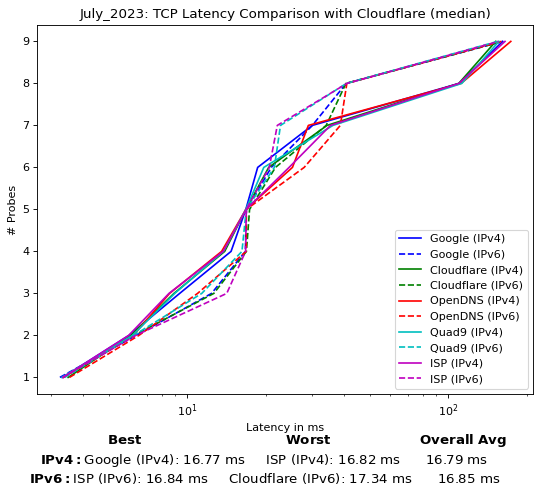 July_2023: TCP Latency Comparison with Cloudflare (median)
9
8
7
6
5
4
3
2
1
# Probes
Google (IPv4)
Google (IPv6)
Cloudflare (IPv4)
Cloudflare (IPv6)
OpenDNS (IPv4)
OpenDNS (IPv6)
Quad9 (IPv4)
Quad9 (IPv6)
ISP (IPv4)
ISP (IPv6)
10¹ 10²
Latency in ms
Best Worst Overall Avg
IPv4: Google (IPv4): 16.77 ms ISP (IPv4): 16.82 ms 16.79 ms
IPv6: ISP (IPv6): 16.84 ms Cloudflare (IPv6): 17.34 ms 16.85 ms